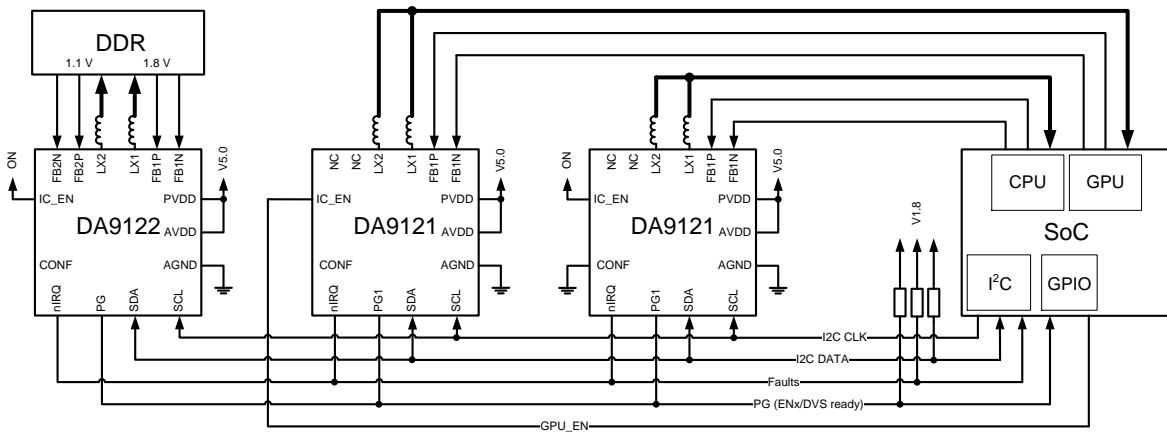 DDR
1.1 V 1.8 V
FB2N FB2P LX2 LX1 FB1P FB1N
ON
V5.0
IC_EN
PVDD
DA9122
AVDD
CONF
AGND
nIRQ PG SDA SCL
NC NC LX2 LX1 FB1P FB1N
V5.0
IC_EN
PVDD
DA9121
AVDD
CONF
AGND
nIRQ PG1 SDA SCL
ON
NC NC LX2 LX1 FB1P FB1N
V5.0
IC_EN
PVDD
DA9121
AVDD
CONF
AGND
nIRQ PG1 SDA SCL
V1.8
CPU GPU
SoC
I²C GPIO
I2C CLK
I2C DATA
Faults
PG (ENx/DVS ready)
GPU_EN